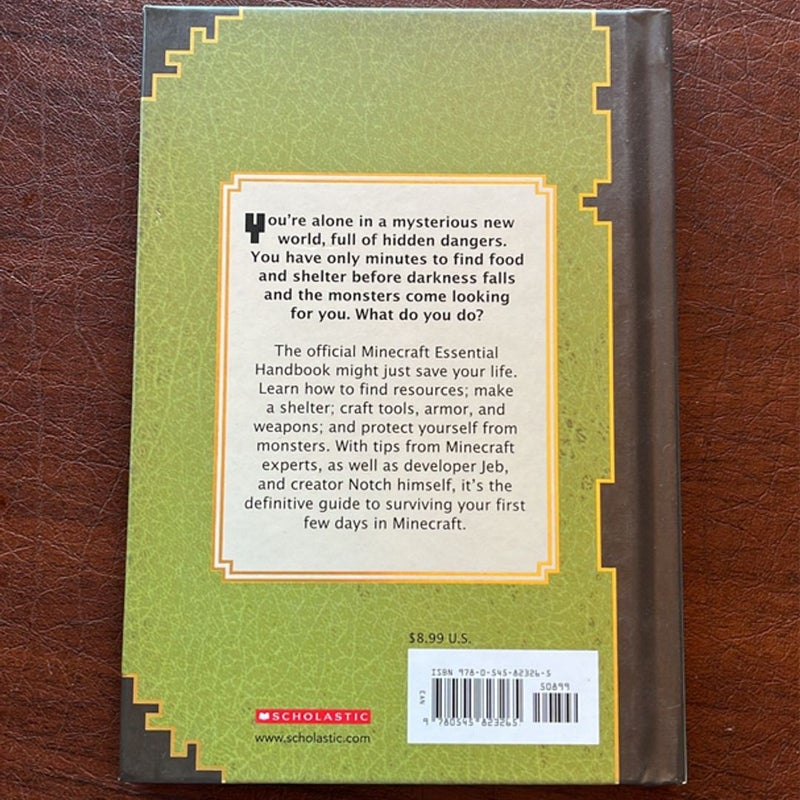 You're alone in a mysterious new
world, full of hidden dangers.
You have only minutes to find food
and shelter before darkness falls
and the monsters come looking
for you. What do you do?
The official Minecraft Essential
Handbook might just save your life.
Learn how to find resources; make
a shelter; craft tools, armor, and
weapons; and protect yourself from
monsters. With tips from Minecraft
experts, as well as developer Jeb,
and creator Notch himself, it's the
definitive guide to surviving your first
few days in Minecraft.
$8.99 U.S.
ISBN 978-0-545-82326-5
50899
EAN
9 780545 823265
SCHOLASTIC
www.scholastic.com